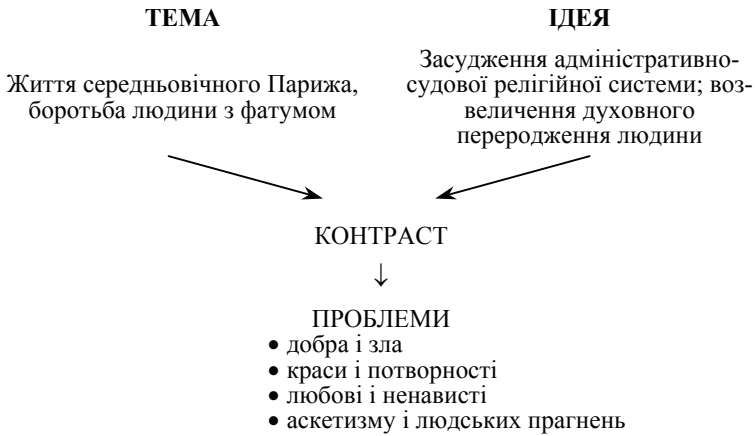 ТЕМА
Життя середньовічного Парижа,
боротьба людини з фатумом
ІДЕЯ
Засудження адміністративно-
судової релігійної системи; воз-
величення духовного
переродження людини
КОНТРАСТ
ПРОБЛЕМИ
• добра і зла
• краси і потворності
• любові і ненависті
• аскетизму і людських прагнень